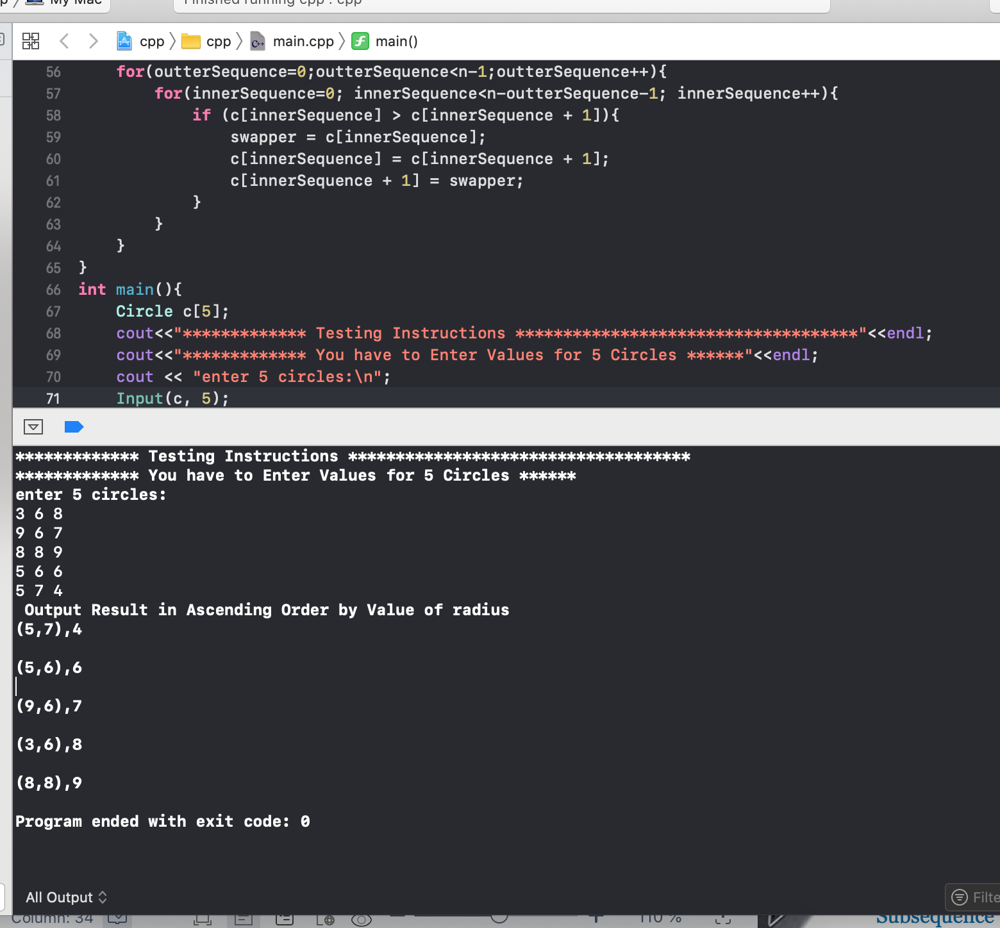 My Mac
Finished running cpp : cpp
cpp cpp main.cpp main()
56 for(outterSequence=0;outterSequence<n-1;outterSequence++){
57 for(innerSequence=0; innerSequence<n-outterSequence-1; innerSequence++){
58 if (c[innerSequence] > c[innerSequence + 1]){
59 swapper = c[innerSequence];
60 c[innerSequence] = c[innerSequence + 1];
61 c[innerSequence + 1] = swapper;
62 }
63 }
64 }
65 }
66 int main(){
67 Circle c[5];
68 cout<<"************* Testing Instructions ************************************"<<endl;
69 cout<<"************* You have to Enter Values for 5 Circles ******"<<endl;
70 cout << "enter 5 circles:\n";
71 Input(c, 5);
************* Testing Instructions ************************************
************* You have to Enter Values for 5 Circles ******
enter 5 circles:
3 6 8
9 6 7
8 8 9
5 6 6
5 7 4
Output Result in Ascending Order by Value of radius
(5,7),4
(5,6),6
(9,6),7
(3,6),8
(8,8),9
Program ended with exit code: 0
All Output
Filte
Column: 34
110 %
Subsequence